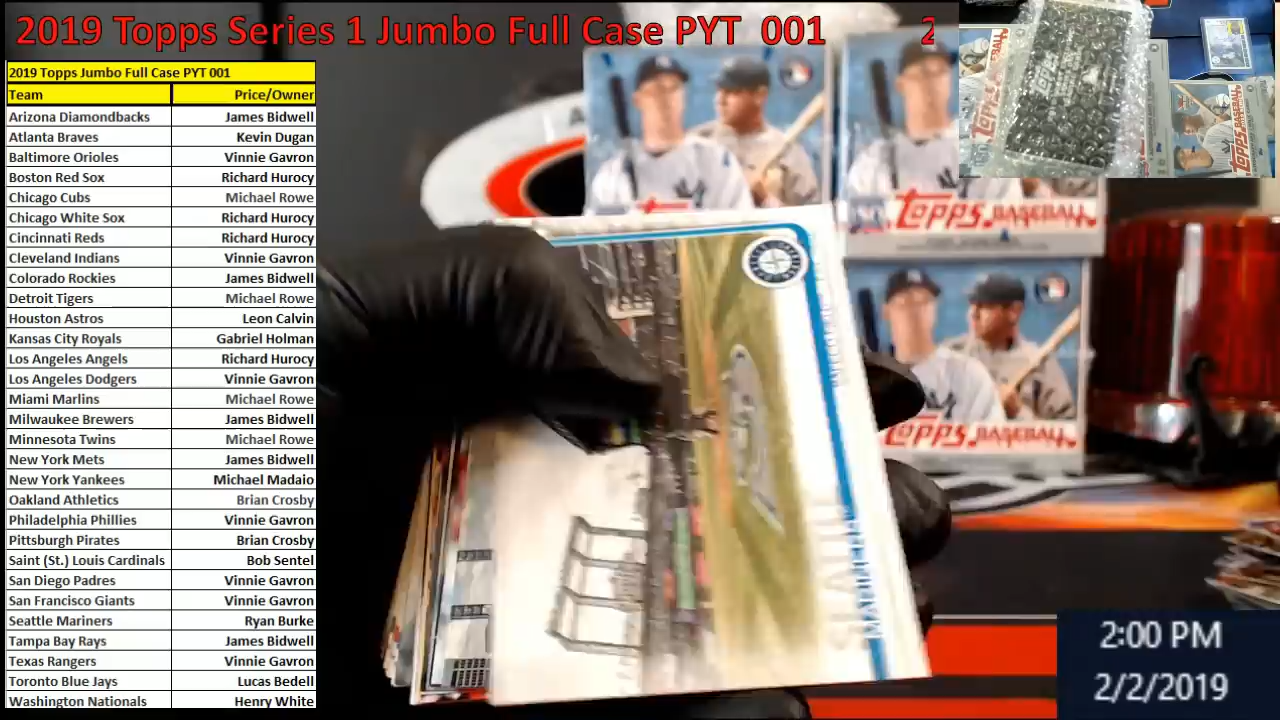 2019 Topps Series 1 Jumbo Full Case PYT 001
2
2019 Topps Jumbo Full Case PYT 001
Team Price/Owner
Arizona Diamondbacks James Bidwell
Atlanta Braves Kevin Dugan
Baltimore Orioles Vinnie Gavron
Boston Red Sox Richard Hurocy
Chicago Cubs Michael Rowe
Chicago White Sox Richard Hurocy
Cincinnati Reds Richard Hurocy
Cleveland Indians Vinnie Gavron
Colorado Rockies James Bidwell
Detroit Tigers Michael Rowe
Houston Astros Leon Calvin
Kansas City Royals Gabriel Holman
Los Angeles Angels Richard Hurocy
Los Angeles Dodgers Vinnie Gavron
Miami Marlins Michael Rowe
Milwaukee Brewers James Bidwell
Minnesota Twins Michael Rowe
New York Mets James Bidwell
New York Yankees Michael Madaio
Oakland Athletics Brian Crosby
Philadelphia Phillies Vinnie Gavron
Pittsburgh Pirates Brian Crosby
Saint (St.) Louis Cardinals Bob Sentel
San Diego Padres Vinnie Gavron
San Francisco Giants Vinnie Gavron
Seattle Mariners Ryan Burke
Tampa Bay Rays James Bidwell
Texas Rangers Vinnie Gavron
Toronto Blue Jays Lucas Bedell
Washington Nationals Henry White
TOPPS BASEBALL
TOPPS BASEBALL
TOPPS
TOPPS BASEBALL
2:00 PM
2/2/2019